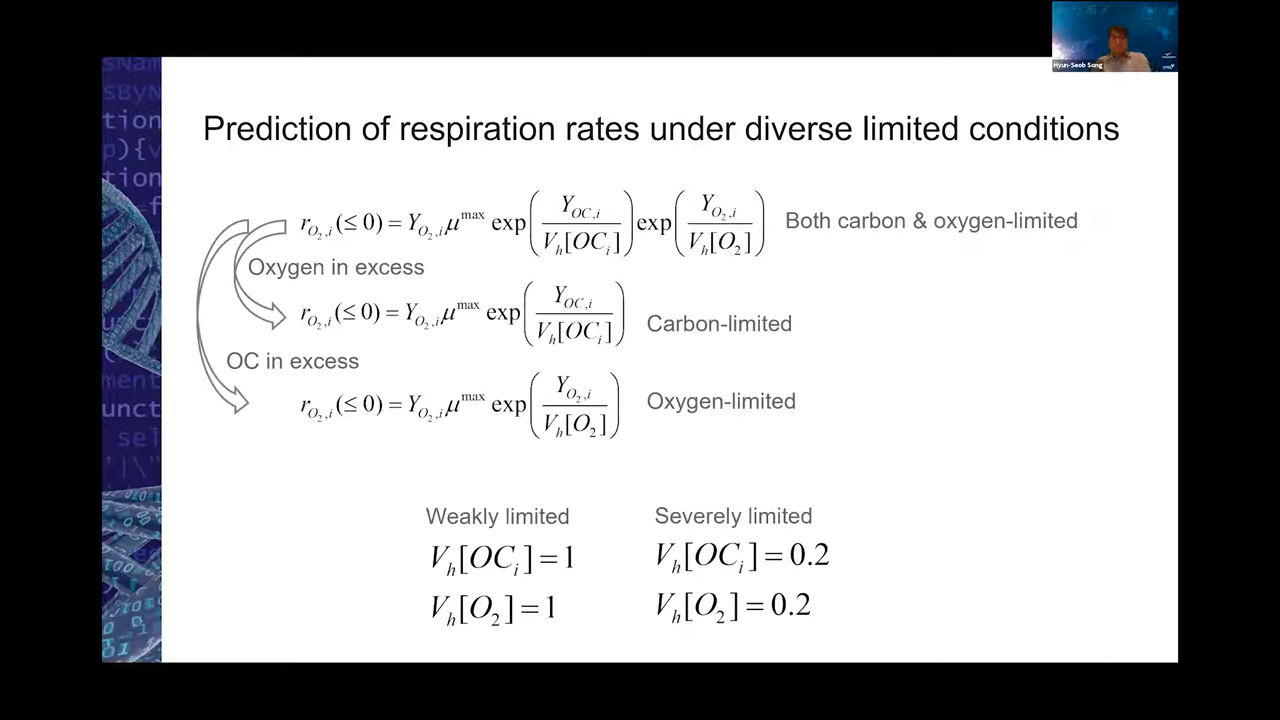 Hyun-Seob Song
Prediction of respiration rates under diverse limited conditions
r_{O_2,i}(≤ 0) = Y_{O_2,i} μ^{max} exp(Y_{OC,i} / V_h[OC_i]) exp(Y_{O_2,i} / V_h[O_2]) Both carbon & oxygen-limited
Oxygen in excess
r_{O_2,i}(≤ 0) = Y_{O_2,i} μ^{max} exp(Y_{OC,i} / V_h[OC_i]) Carbon-limited
OC in excess
r_{O_2,i}(≤ 0) = Y_{O_2,i} μ^{max} exp(Y_{O_2,i} / V_h[O_2]) Oxygen-limited
Weakly limited Severely limited
V_h[OC_i] = 1 V_h[OC_i] = 0.2
V_h[O_2] = 1 V_h[O_2] = 0.2